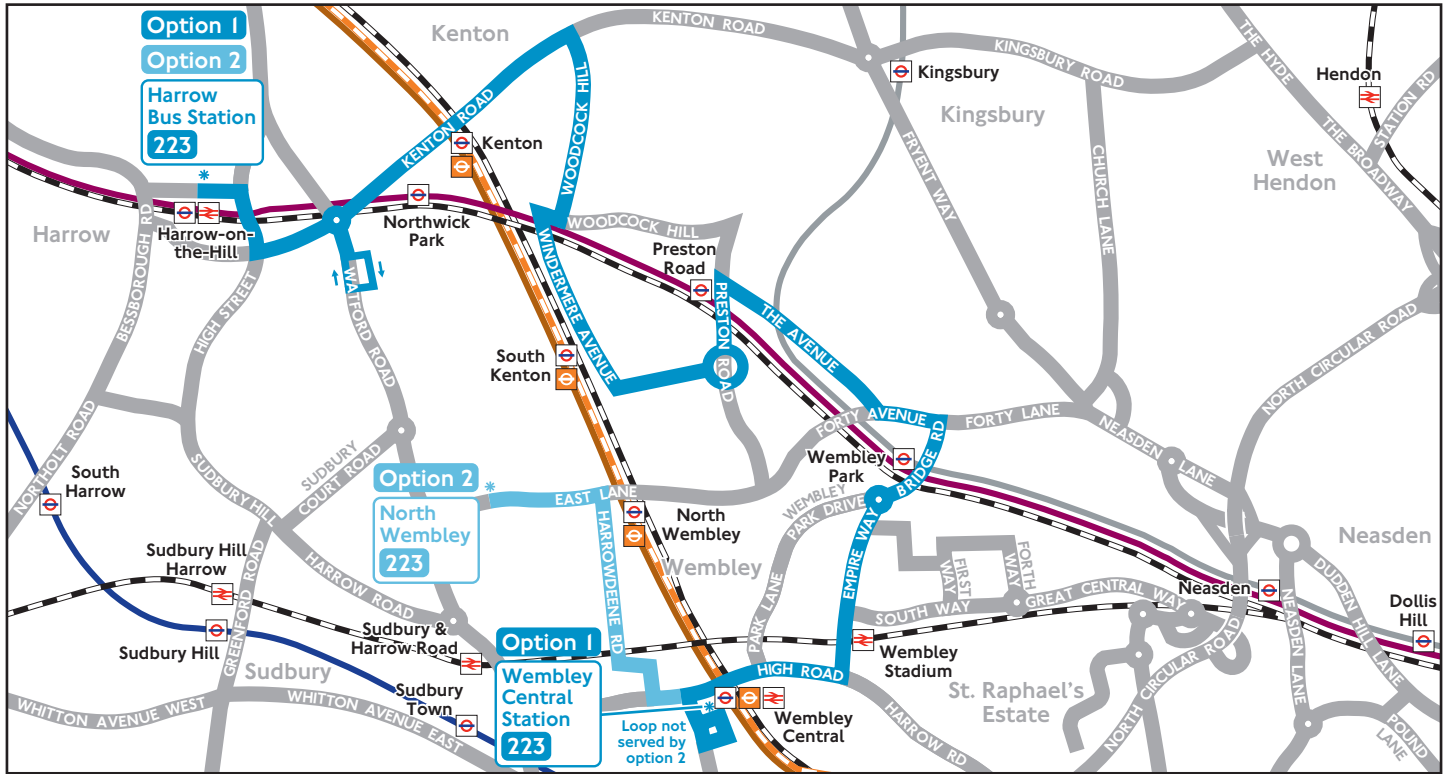 Option 1
Option 2
Harrow
Bus Station
223
Kenton
KENTON ROAD
KINGSBURY ROAD
THE HYDE
Hendon
STATION RD
THE BROADWAY
Kingsbury
Kingsbury
KENTON ROAD
Kenton
WOODCOCK HILL
FRYENT WAY
CHURCH LANE
West
Hendon
Harrow
BESSBOROUGH RD
Harrow-on-
the-Hill
Northwick
Park
WOODCOCK HILL
Preston
Road
WINDERMERE AVENUE
PRESTON ROAD
THE AVENUE
WATFORD ROAD
HIGH STREET
South
Kenton
NORTH CIRCULAR ROAD
FORTY AVENUE
FORTY LANE
NEASDEN LANE
BRIDGE RD
Wembley
Park
NORTHOLT ROAD
South
Harrow
SUDBURY HILL
SUDBURY
COURT ROAD
Option 2
North
Wembley
223
EAST LANE
HARROWDEENE RD
North
Wembley
WEMBLEY
PARK DRIVE
EMPIRE WAY
Wembley
PARK LANE
FIRST
WAY
FORTH
WAY
SOUTH WAY
GREAT CENTRAL WAY
Neasden
Neasden
NEASDEN LANE
DUDDEN HILL LANE
Dollis
Hill
Sudbury Hill
Harrow
HARROW ROAD
GREENFORD ROAD
Sudbury Hill
Sudbury &
Harrow Road
Sudbury
Sudbury
Town
WHITTON AVENUE WEST
WHITTON AVENUE EAST
Option 1
Wembley
Central
Station
223
Loop not
served by
option 2
HIGH ROAD
Wembley
Central
Wembley
Stadium
HARROW RD
St. Raphael's
Estate
NORTH CIRCULAR ROAD
POUND
LANE